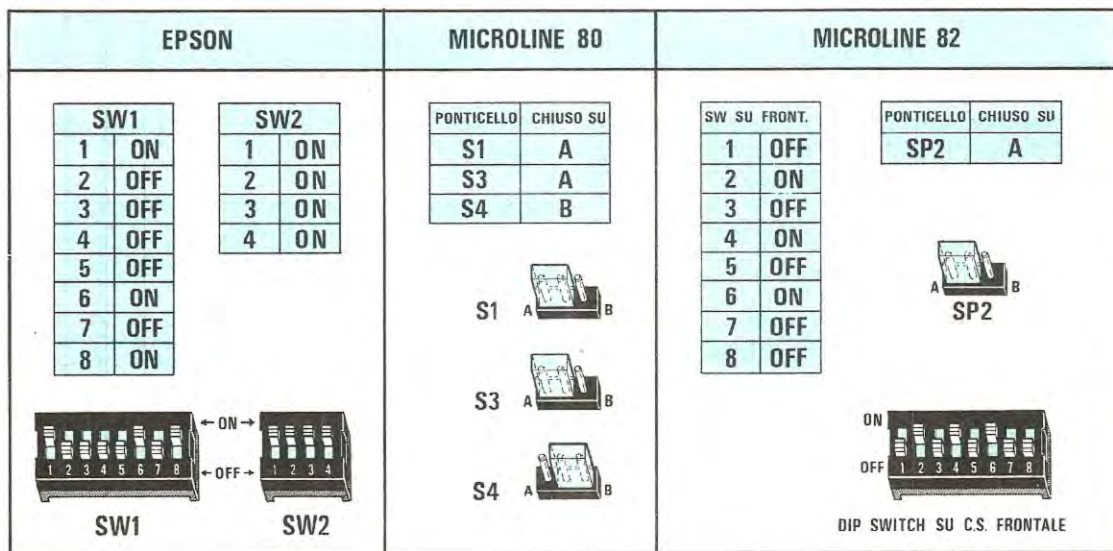 EPSON
MICROLINE 80
MICROLINE 82
SW1
1 ON
2 OFF
3 OFF
4 OFF
5 OFF
6 ON
7 OFF
8 ON
SW2
1 ON
2 ON
3 ON
4 ON
← ON →
← OFF →
1 2 3 4 5 6 7 8
1 2 3 4
SW1
SW2
PONTICELLO CHIUSO SU
S1 A
S3 A
S4 B
S1 A B
S3 A B
S4 A B
SW SU FRONT.
1 OFF
2 ON
3 OFF
4 ON
5 OFF
6 ON
7 OFF
8 OFF
PONTICELLO CHIUSO SU
SP2 A
A B
SP2
ON
OFF
1 2 3 4 5 6 7 8
DIP SWITCH SU C.S. FRONTALE